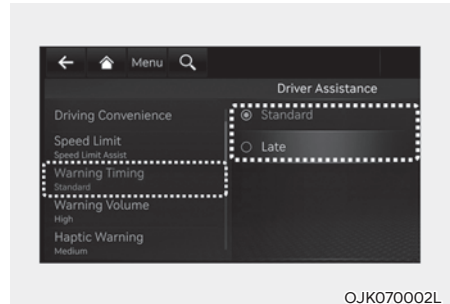 Menu
Driver Assistance
Driving Convenience
Speed Limit
Speed Limit Assist
Warning Timing
Standard
Warning Volume
High
Haptic Warning
Medium
Standard
Late
OJK070002L